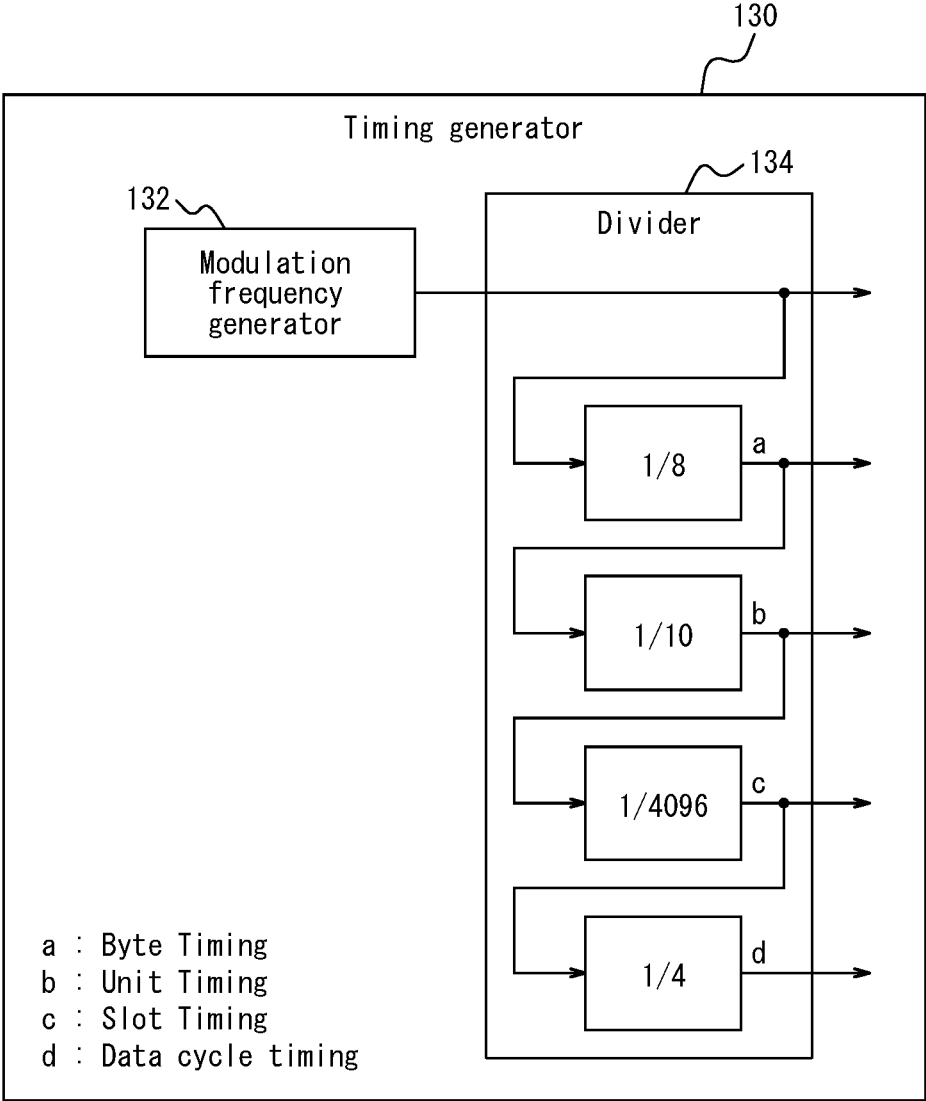 130
Timing generator
134
132
Divider
Modulation
frequency
generator
1/8
a
1/10
b
1/4096
c
1/4
d
a : Byte Timing
b : Unit Timing
c : Slot Timing
d : Data cycle timing